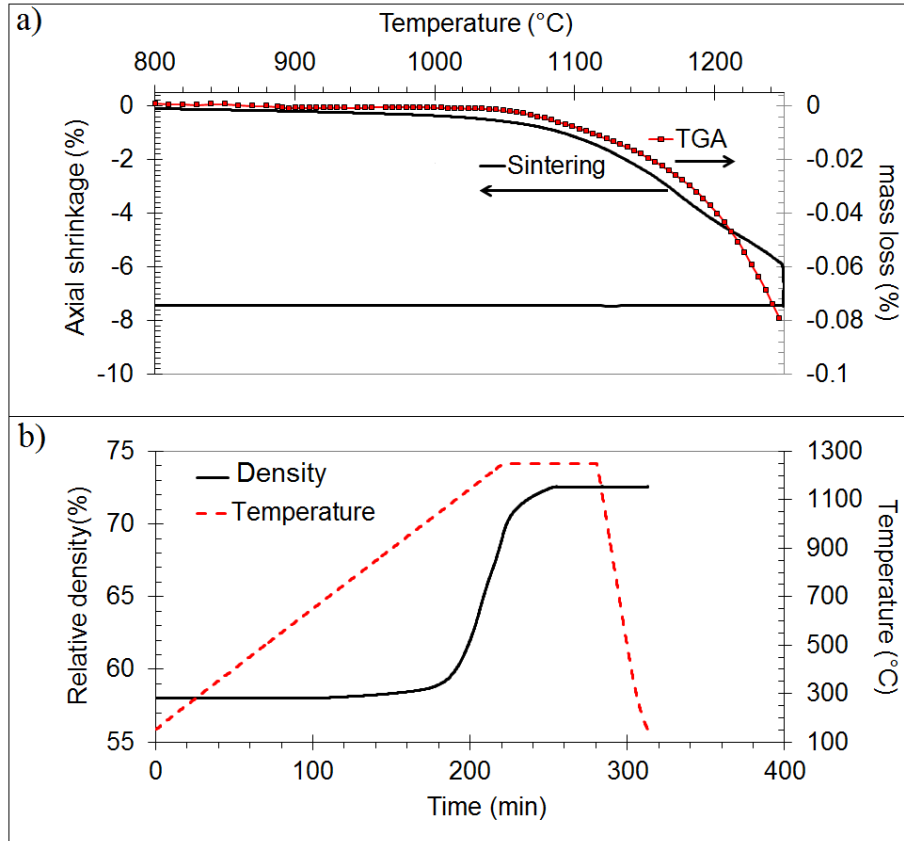 a)
Temperature (°C)
800 900 1000 1100 1200
0 0
-2 -0.02
-4 -0.04
-6 -0.06
-8 -0.08
-10 -0.1
Axial shrinkage (%)
mass loss (%)
TGA
Sintering
b)
75 1300
1100
70
900
65 700
500
60
300
55 100
Relative density(%)
Temperature (°C)
Density
Temperature
0 100 200 300 400
Time (min)